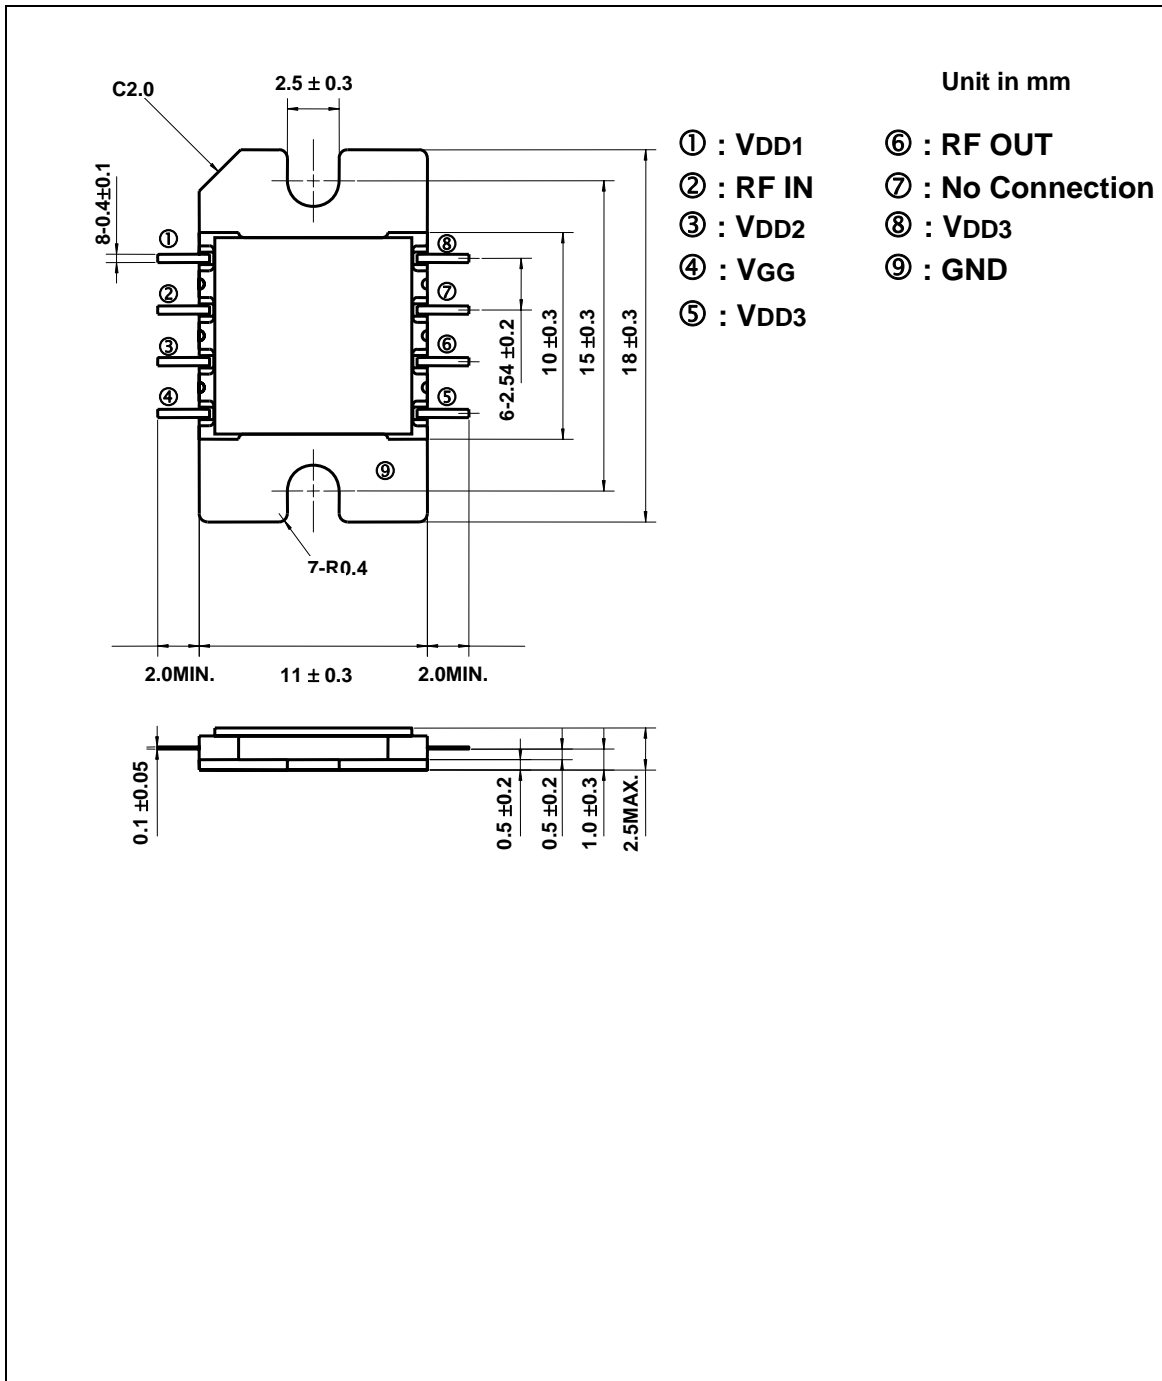 Unit in mm
C2.0
2.5 ± 0.3
① : VDD1
② : RF IN
③ : VDD2
④ : VGG
⑤ : VDD3
⑥ : RF OUT
⑦ : No Connection
⑧ : VDD3
⑨ : GND
8-0.4±0.1
①
②
③
④
⑧
⑦
⑥
⑤
⑨
6-2.54 ±0.2
10 ±0.3
15 ±0.3
18 ±0.3
7-R0.4
2.0MIN.
11 ± 0.3
2.0MIN.
0.1 ±0.05
0.5 ±0.2
0.5 ±0.2
1.0 ±0.3
2.5MAX.